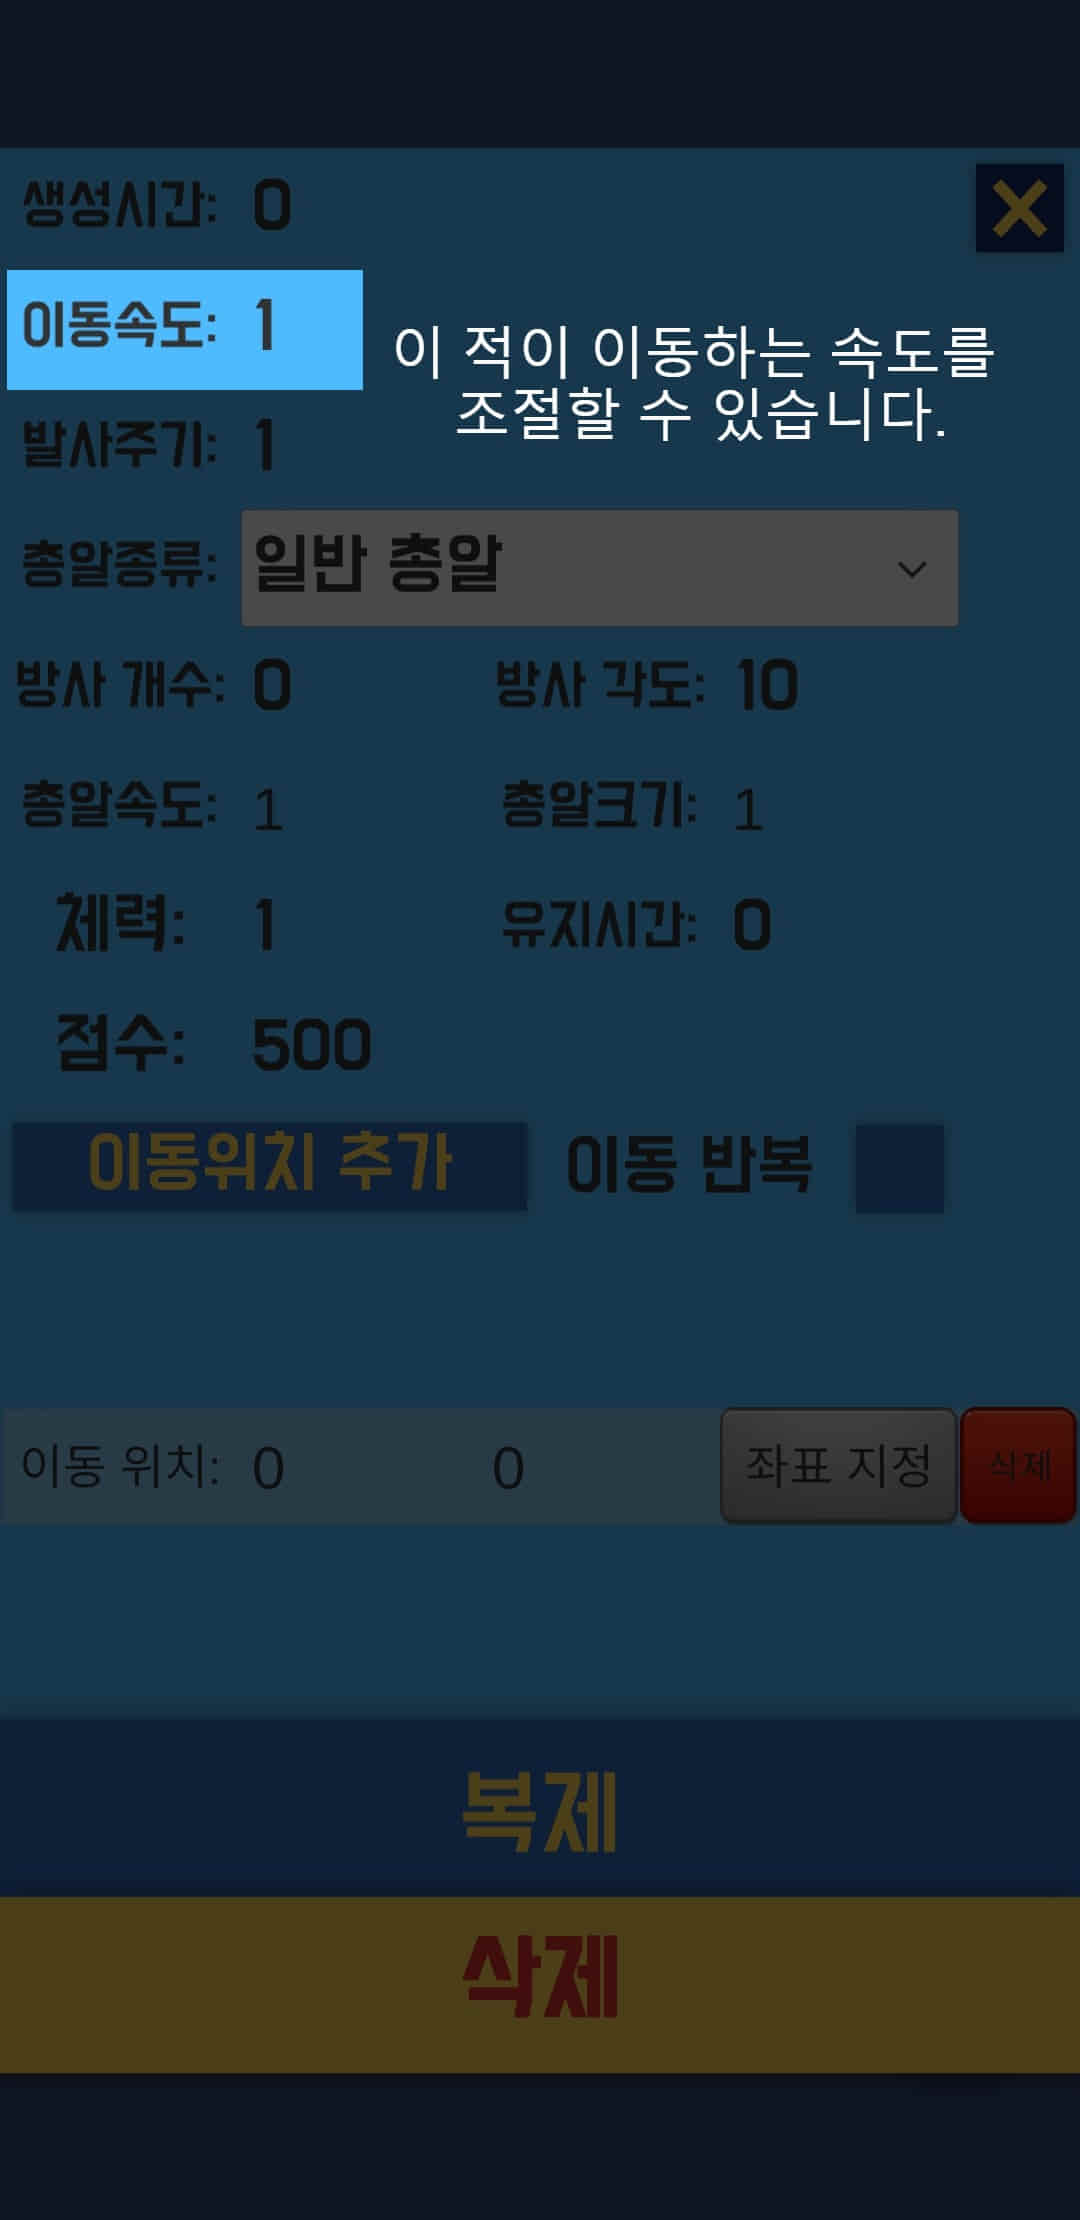 생성시간: 0
이동속도: 1
이 적이 이동하는 속도를
조절할 수 있습니다.
발사주기: 1
총알종류: 일반 총알
방사 개수: 0 방사 각도: 10
총알속도: 1 총알크기: 1
체력: 1 유지시간: 0
점수: 500
이동위치 추가 이동 반복
이동 위치: 0 0 좌표 지정 삭제
복제
삭제